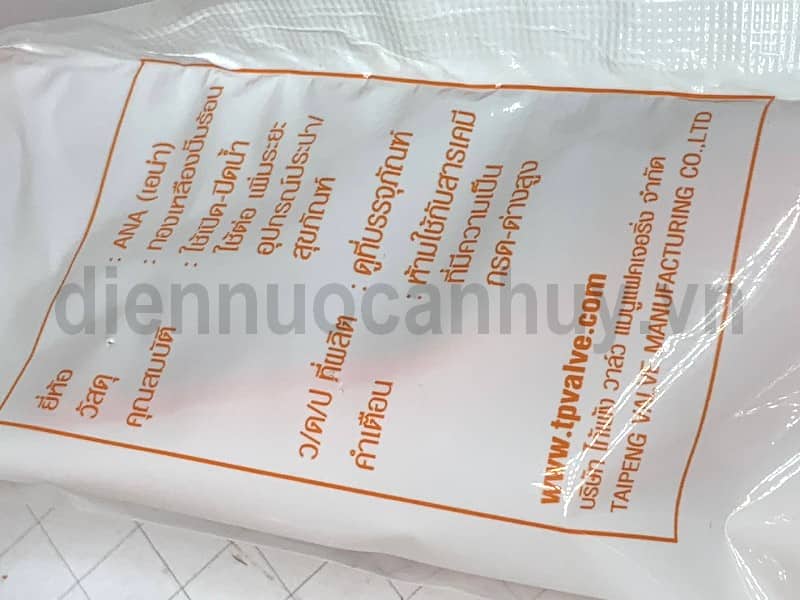 ยี่ห้อ : ANA (เอน่า)
วัสดุ : ทองเหลืองปั๊มร้อน
คุณสมบัติ : ใช้เปิด-ปิดน้ำ
ใช้ต่อ เพิ่มระยะ
อุปกรณ์ประปา/
สุขภัณฑ์
ว/ด/ป ที่ผลิต : ดูที่บรรจุภัณฑ์
คำเตือน : ห้ามใช้กับสารเคมี
ที่มีความเป็น
กรด-ด่างสูง
www.tpvalve.com
บริษัท ไท้เผ็ง วาล์ว แมนูแฟคเจอริ่ง จำกัด
TAIPENG VALVE MANUFACTURING CO.,LTD
diennuocanhuy.vn